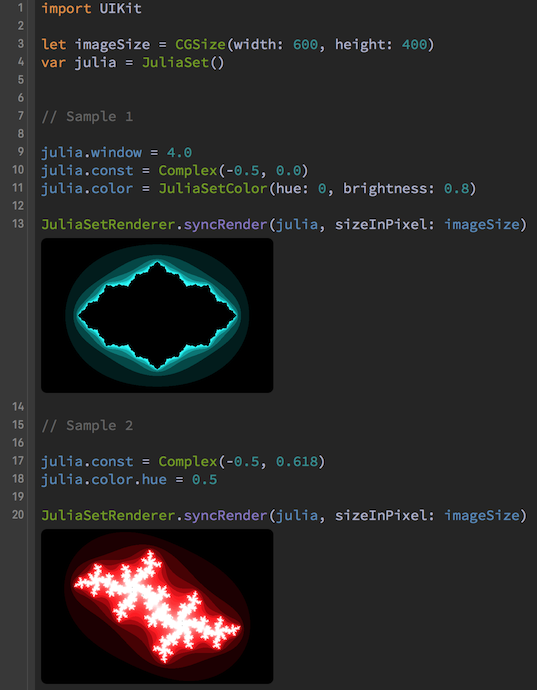 1 import UIKit
2
3 let imageSize = CGSize(width: 600, height: 400)
4 var julia = JuliaSet()
5
6
7 // Sample 1
8
9 julia.window = 4.0
10 julia.const = Complex(-0.5, 0.0)
11 julia.color = JuliaSetColor(hue: 0, brightness: 0.8)
12
13 JuliaSetRenderer.syncRender(julia, sizeInPixel: imageSize)
14
15 // Sample 2
16
17 julia.const = Complex(-0.5, 0.618)
18 julia.color.hue = 0.5
19
20 JuliaSetRenderer.syncRender(julia, sizeInPixel: imageSize)